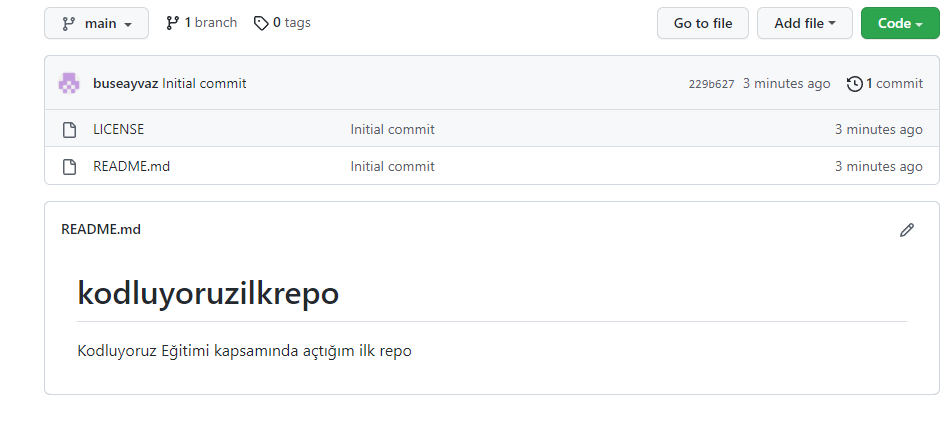 main 1 branch 0 tags Go to file Add file Code
buseayvaz Initial commit 229b627 3 minutes ago 1 commit
LICENSE Initial commit 3 minutes ago
README.md Initial commit 3 minutes ago
README.md
kodluyoruzilkrepo
Kodluyoruz Eğitimi kapsamında açtığım ilk repo